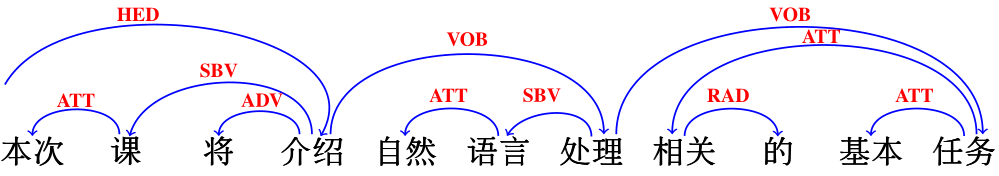 HED VOB
VOB ATT
SBV
ATT ADV ATT SBV RAD ATT
本次 课 将 介绍 自然 语言 处理 相关 的 基本 任务